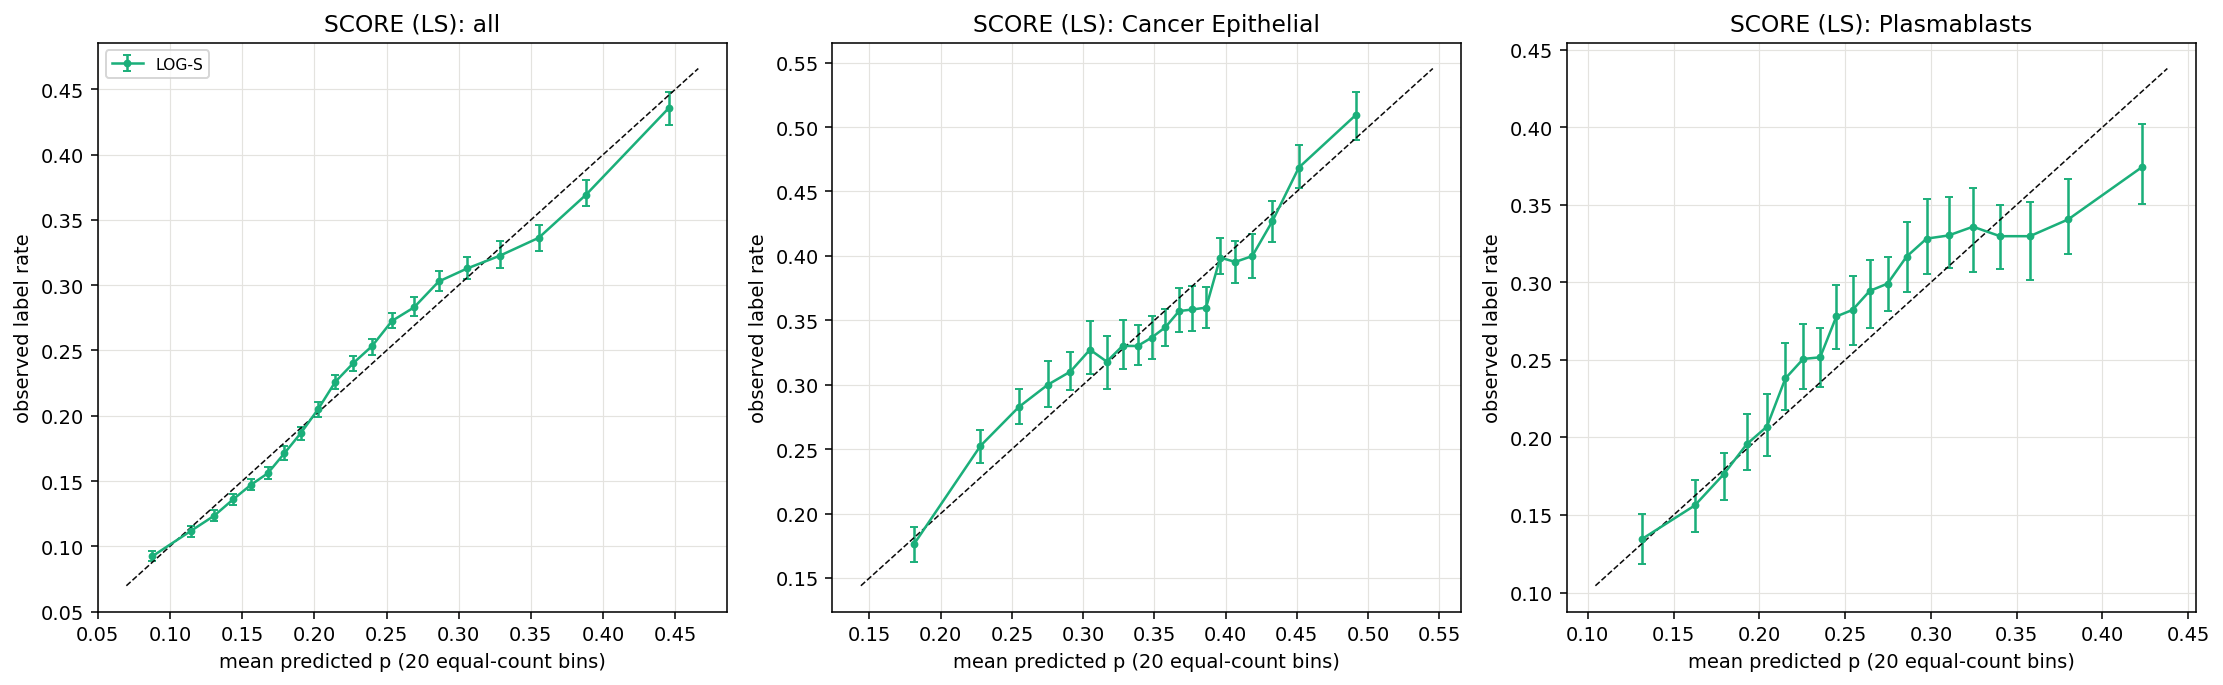 SCORE (LS): all
LOG-S
0.45
0.40
0.35
0.30
0.25
0.20
0.15
0.10
0.05
observed label rate
0.05 0.10 0.15 0.20 0.25 0.30 0.35 0.40 0.45
mean predicted p (20 equal-count bins)
SCORE (LS): Cancer Epithelial
0.55
0.50
0.45
0.40
0.35
0.30
0.25
0.20
0.15
observed label rate
0.15 0.20 0.25 0.30 0.35 0.40 0.45 0.50 0.55
mean predicted p (20 equal-count bins)
SCORE (LS): Plasmablasts
0.45
0.40
0.35
0.30
0.25
0.20
0.15
0.10
observed label rate
0.10 0.15 0.20 0.25 0.30 0.35 0.40 0.45
mean predicted p (20 equal-count bins)